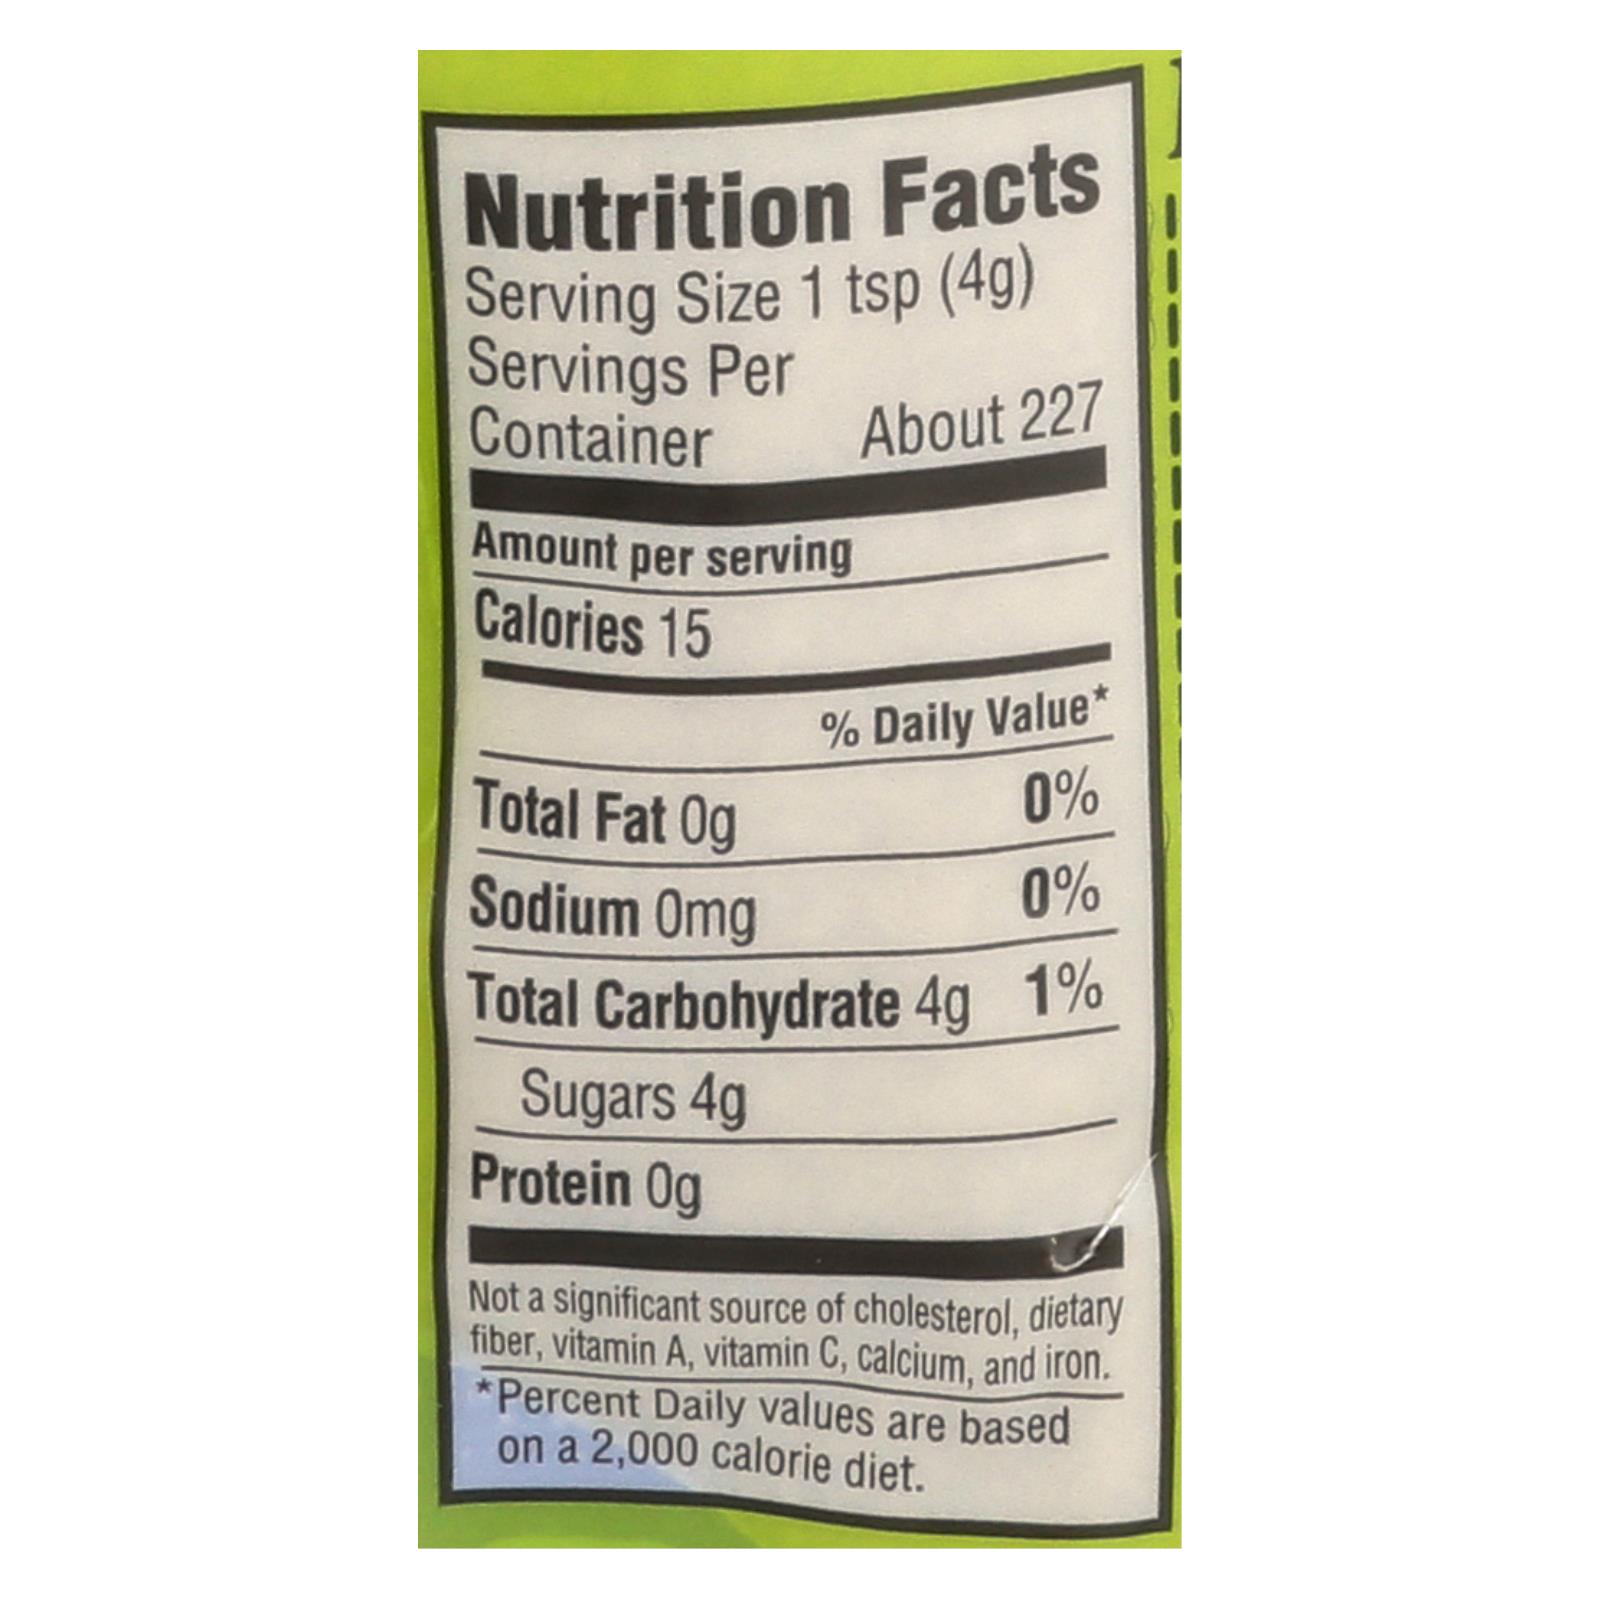 Nutrition Facts
Serving Size 1 tsp (4g)
Servings Per
Container About 227
Amount per serving
Calories 15
% Daily Value*
Total Fat 0g 0%
Sodium 0mg 0%
Total Carbohydrate 4g 1%
Sugars 4g
Protein 0g
Not a significant source of cholesterol, dietary
fiber, vitamin A, vitamin C, calcium, and iron.
*Percent Daily values are based
on a 2,000 calorie diet.